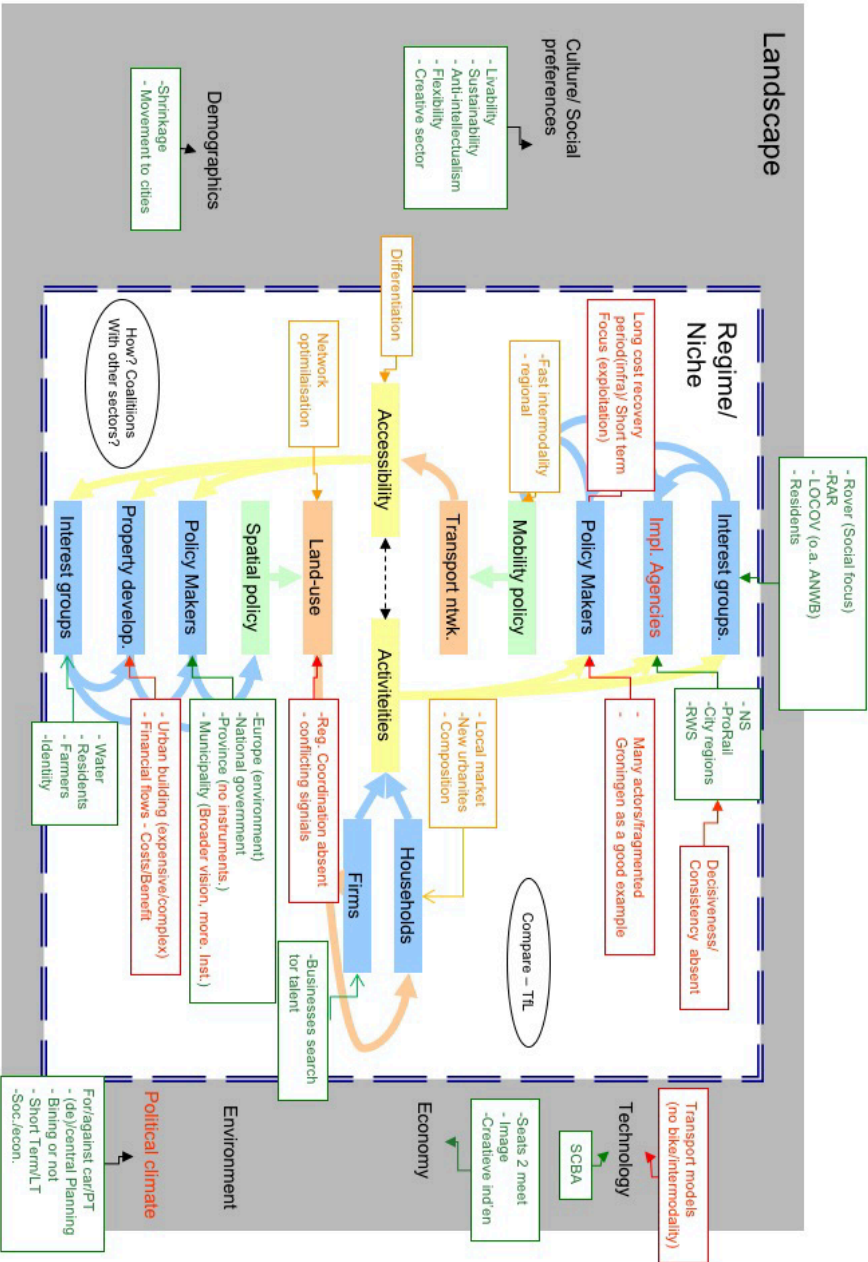 Landscape
Culture/ Social
preferences
- Livability
- Sustainability
- Anti-intellectualism
- Flexibility
- Creative sector
Demographics
-Shrinkage
- Movement to cities
Regime/
Niche
- Rover (Social focus)
-RAR
- LOCOV (o.a. ANWB)
- Residents
Long cost recovery
period(infra)/ Short term
Focus (exploitation)
-Fast intermodality
- regional
Differentiation
Network
optimilaisation
How? Coalitiions
With other sectors?
Interest groups.
Impl. Agencies
Policy Makers
Mobility policy
Transport ntwk.
Accessibility
Activiteities
Land-use
Spatial policy
Policy Makers
Property develop.
Interest groups
- NS
-ProRail
-City regions
-RWS
Decisiveness/
Consistency absent
- Many actors/fragmented
- Groningen as a good example
Compare – TfL
- Local market
-New urbanites
- Composition
Households
Firms
-Reg. Coordination absent
- conflicting signials
-Businesses search
tor talent
-Europe (environment)
-National government
-Province (no instruments.)
- Municipality (Broader vision, more. Inst.)
- Urban building (expensive/complex)
- Financial flows - Costs/Benefit
- Water
- Residents
- Farmers
-Identiity
Transport models
(no bike/intermodality)
Technology
SCBA
-Seats 2 meet
- Image
-Creatieve ind'en
Economy
Environment
Political climate
For/against car/PT
- (de)/central Planning
- Bining or not
- Short Term/LT
-Soc./econ.